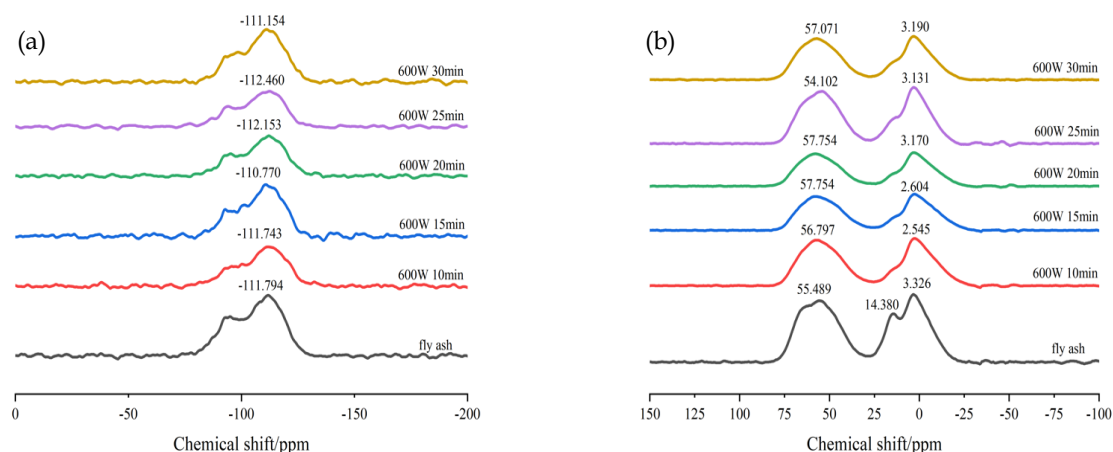 (a)
-111.154
600W 30min
-112.460
600W 25min
-112.153
600W 20min
-110.770
600W 15min
-111.743
600W 10min
-111.794
fly ash
0 -50 -100 -150 -200
Chemical shift/ppm
(b)
57.071 3.190
600W 30min
54.102 3.131
600W 25min
57.754 3.170
600W 20min
57.754 2.604
600W 15min
56.797 2.545
600W 10min
55.489 14.380 3.326
fly ash
150 125 100 75 50 25 0 -25 -50 -75 -100
Chemical shift/ppm